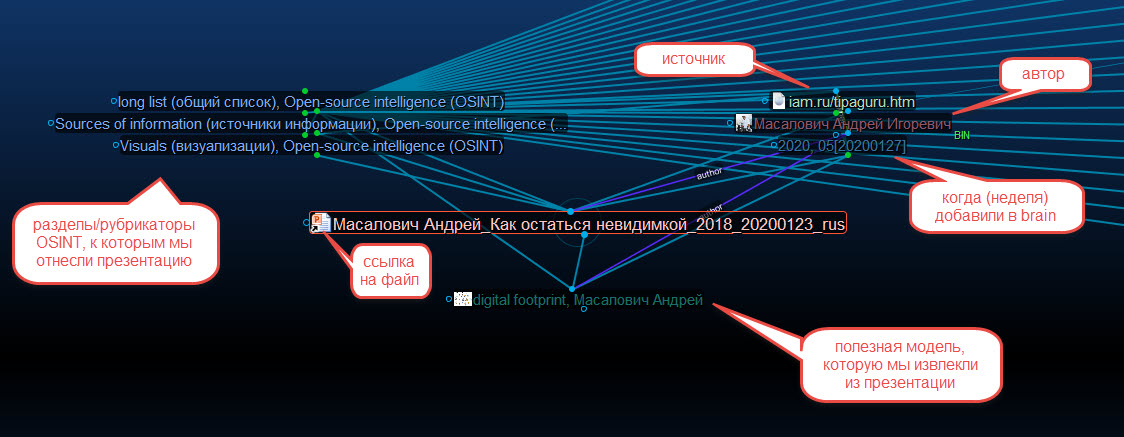 источник
автор
long list (общий список), Open-source intelligence (OSINT)
iam.ru/tipaguru.htm
Sources of information (источники информации), Open-source intelligence (...
Масалович Андрей Игоревич
BIN
Visuals (визуализации), Open-source intelligence (OSINT)
2020, 05[20200127]
author
когда (неделя)
добавили в brain
разделы/рубрикаторы
OSINT, к которым мы
отнесли презентацию
author
Масалович Андрей_Как остаться невидимкой_2018_20200123_rus
ссылка
на файл
digital footprint, Масалович Андрей
полезная модель,
которую мы извлекли
из презентации